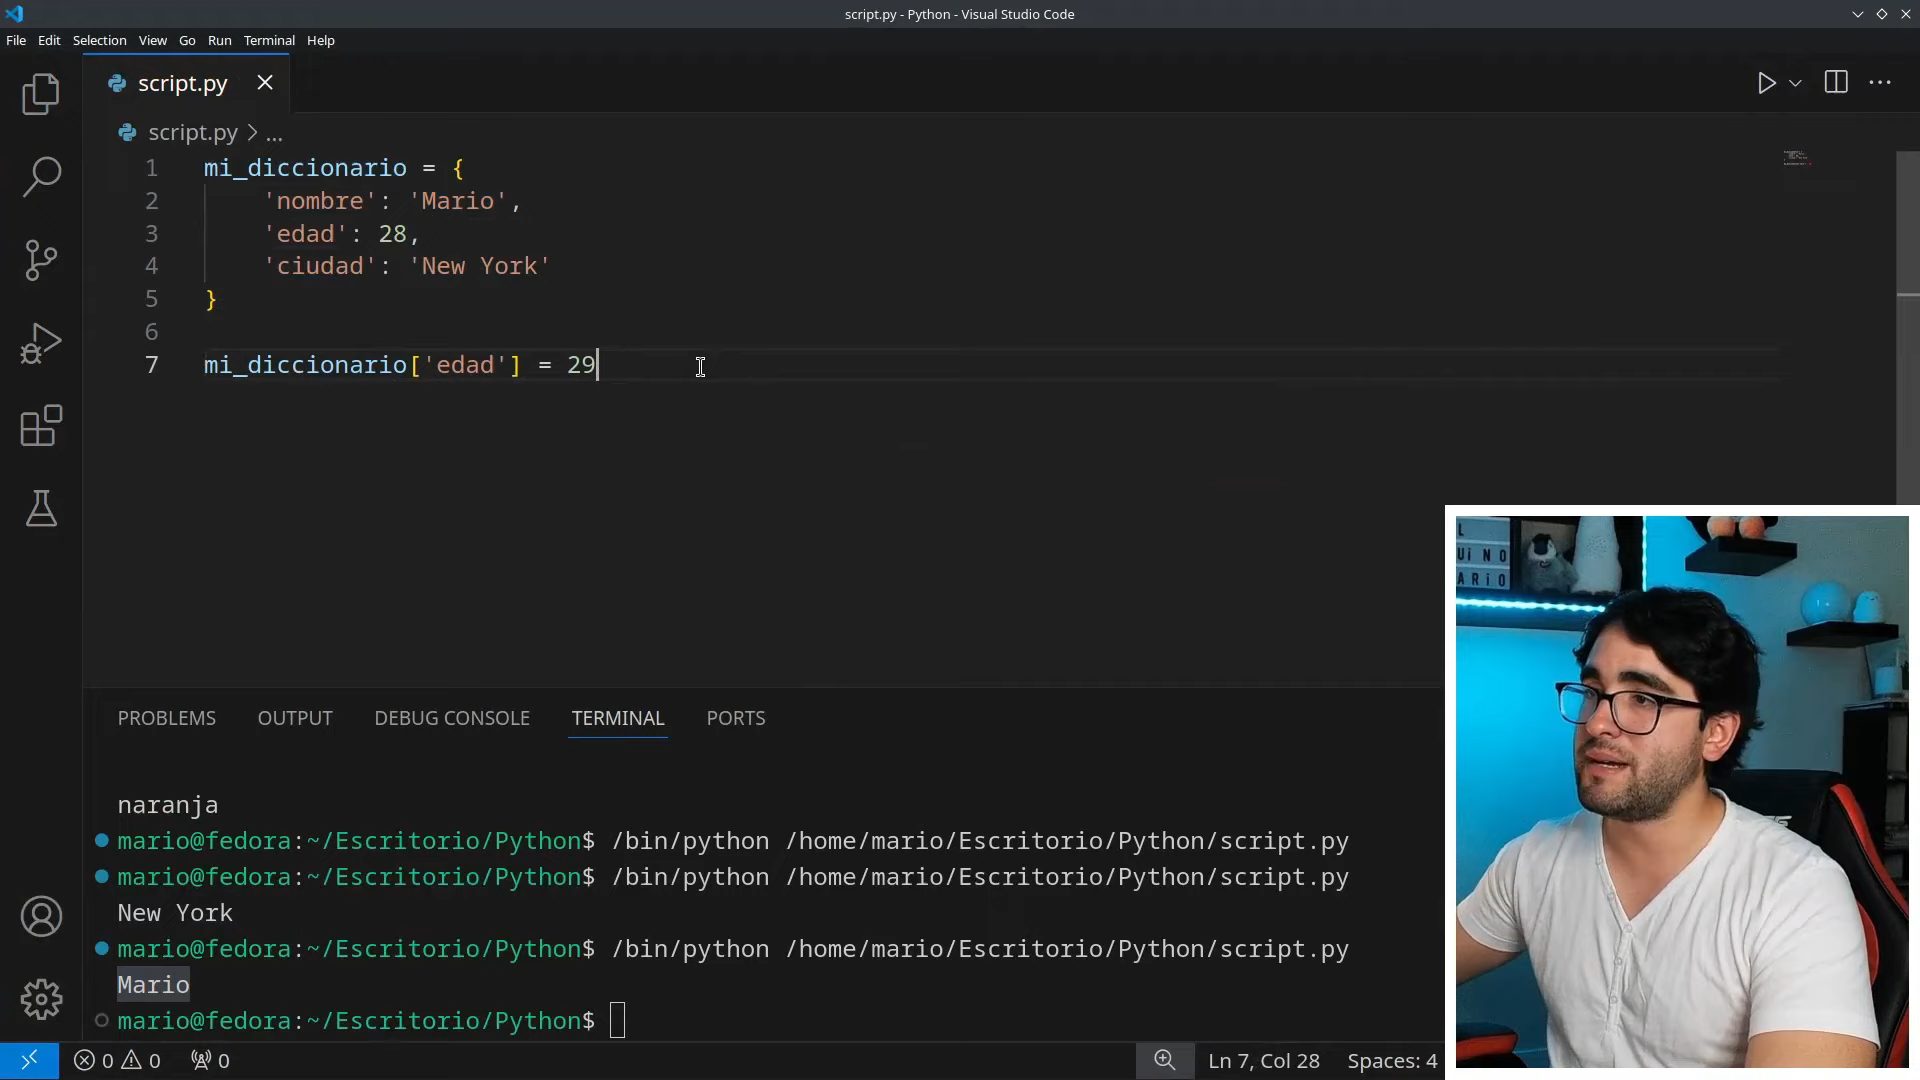 script.py - Python - Visual Studio Code
File Edit Selection View Go Run Terminal Help
script.py
script.py > ...
1 mi_diccionario = {
2 'nombre': 'Mario',
3 'edad': 28,
4 'ciudad': 'New York'
5 }
6
7 mi_diccionario['edad'] = 29
PROBLEMS OUTPUT DEBUG CONSOLE TERMINAL PORTS
naranja
mario@fedora:~/Escritorio/Python$ /bin/python /home/mario/Escritorio/Python/script.py
mario@fedora:~/Escritorio/Python$ /bin/python /home/mario/Escritorio/Python/script.py
New York
mario@fedora:~/Escritorio/Python$ /bin/python /home/mario/Escritorio/Python/script.py
Mario
mario@fedora:~/Escritorio/Python$
0 0 0 Ln 7, Col 28 Spaces: 4
L
UiNO
ARiO